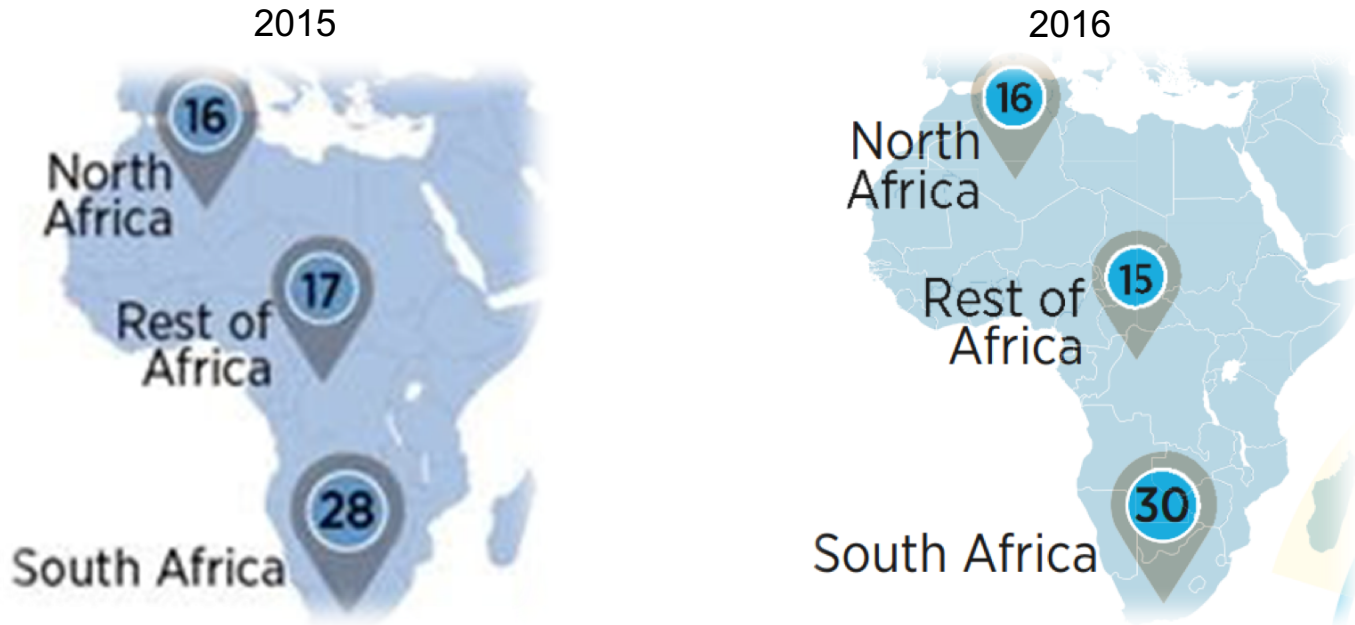 2015
16
North
Africa
17
Rest of
Africa
28
South Africa
2016
16
North
Africa
15
Rest of
Africa
30
South Africa